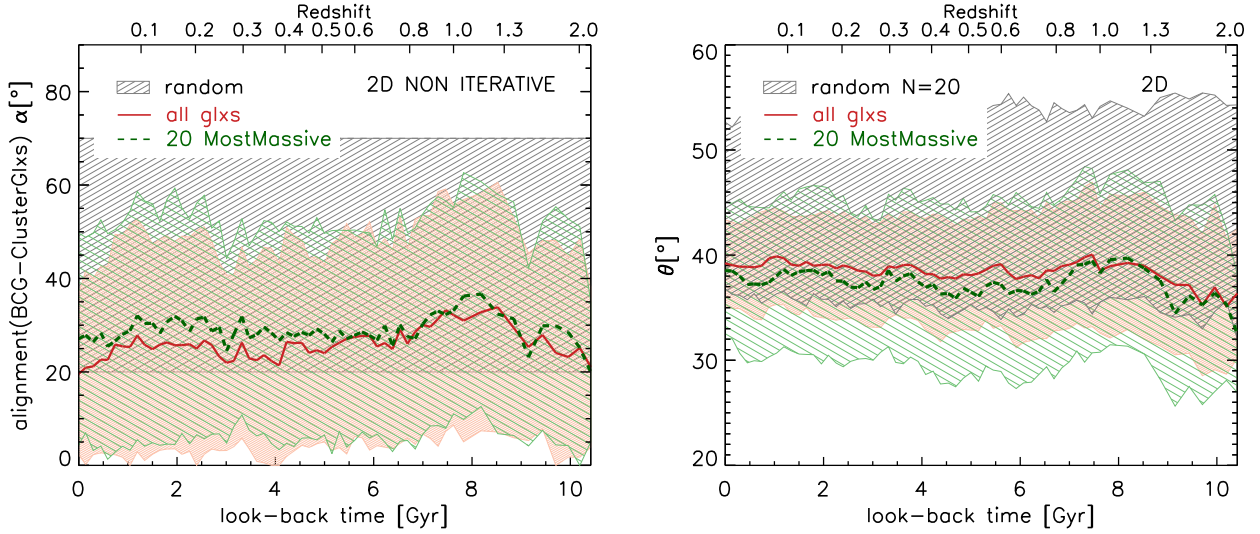 Redshift
0.1 0.2 0.3 0.4 0.5 0.6 0.8 1.0 1.3 2.0
80
60
40
20
0
alignment(BCG-ClusterGlxs) α[°]
random
all glxs
20 MostMassive
2D NON ITERATIVE
0 2 4 6 8 10
look-back time [Gyr]
Redshift
0.1 0.2 0.3 0.4 0.5 0.6 0.8 1.0 1.3 2.0
60
50
40
30
20
θ[°]
random N=20
all glxs
20 MostMassive
2D
0 2 4 6 8 10
look-back time [Gyr]